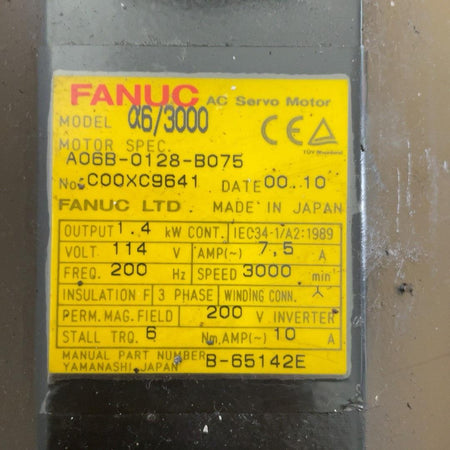 FANUC AC Servo Motor
MODEL α6/3000
MOTOR SPEC.
A06B-0128-B075
No. C00XC9641 DATE 00..10
FANUC LTD MADE IN JAPAN
OUTPUT 1.4 kW CONT. IEC34-1/A2:1989
VOLT. 114 V AMP(~) 7,5 A
FREQ. 200 Hz SPEED 3000 min⁻¹
INSULATION F 3 PHASE WINDING CONN.
PERM. MAG. FIELD 200 V INVERTER
STALL TRQ. 6 Nm, AMP(~) 10 A
MANUAL PART NUMBER B-65142E
YAMANASHI, JAPAN